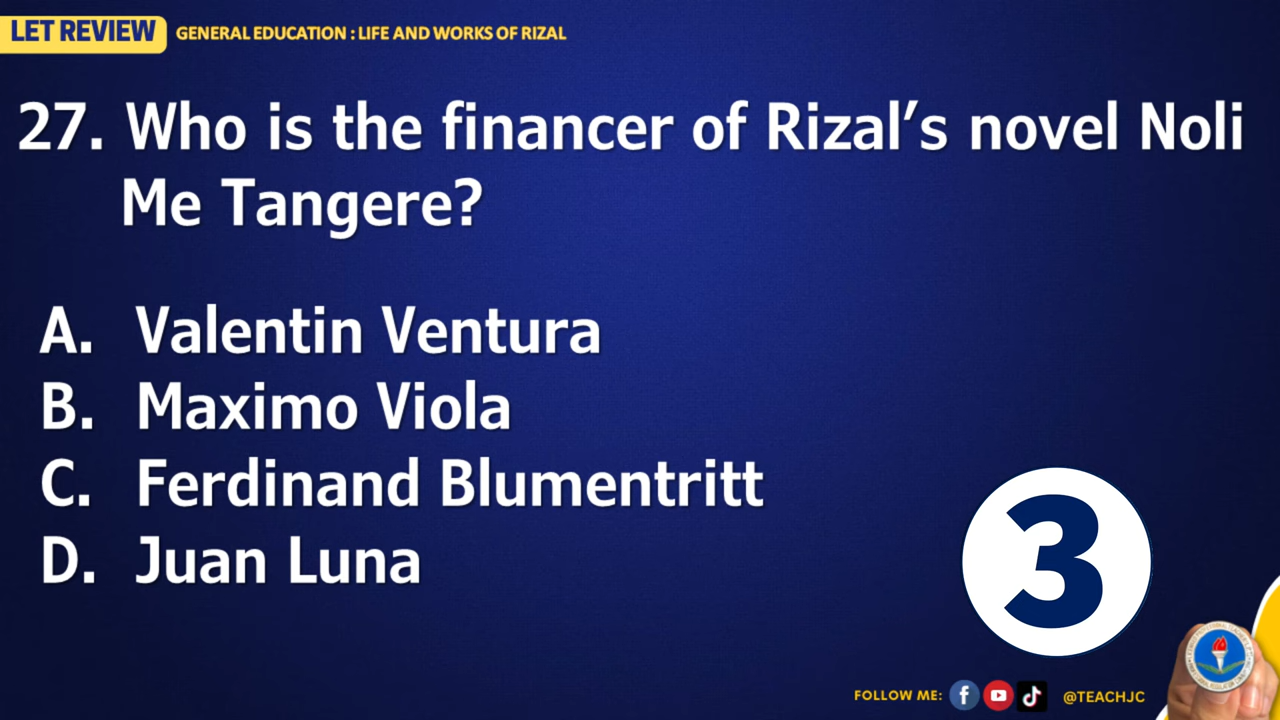 LET REVIEW
GENERAL EDUCATION : LIFE AND WORKS OF RIZAL
27. Who is the financer of Rizal’s novel Noli
Me Tangere?
A. Valentin Ventura
B. Maximo Viola
C. Ferdinand Blumentritt
D. Juan Luna
3
FOLLOW ME: @TEACHJC